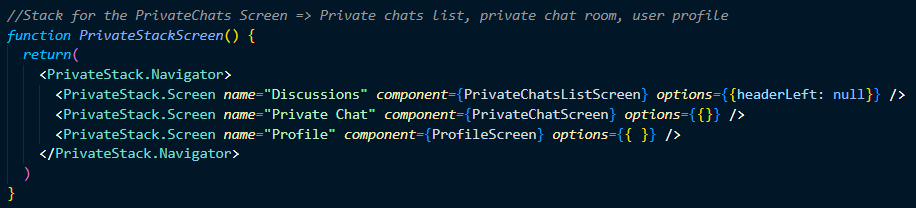 //Stack for the PrivateChats Screen => Private chats list, private chat room, user profile
function PrivateStackScreen() {
  return(
    <PrivateStack.Navigator>
      <PrivateStack.Screen name="Discussions" component={PrivateChatsListScreen} options={{headerLeft: null}} />
      <PrivateStack.Screen name="Private Chat" component={PrivateChatScreen} options={{}} />
      <PrivateStack.Screen name="Profile" component={ProfileScreen} options={{ }} />
    </PrivateStack.Navigator>
  )
}